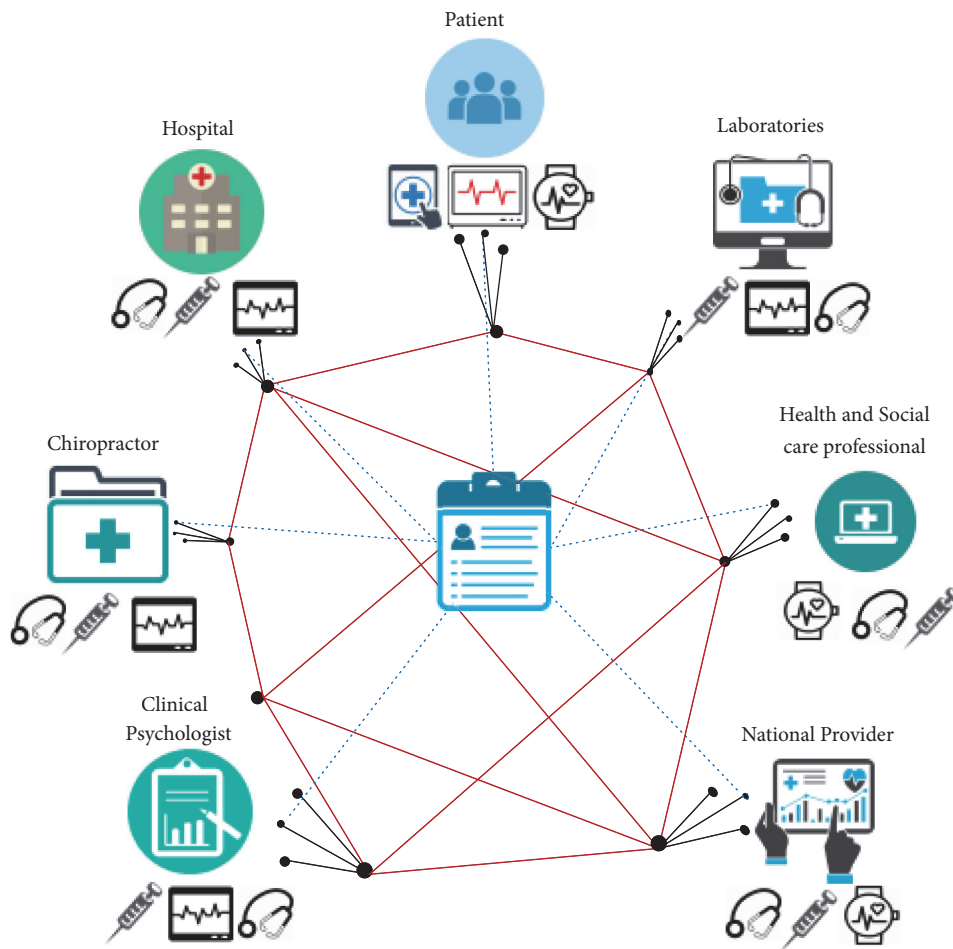 Patient
Hospital
Laboratories
Chiropractor
Health and Social
care professional
Clinical
Psychologist
National Provider